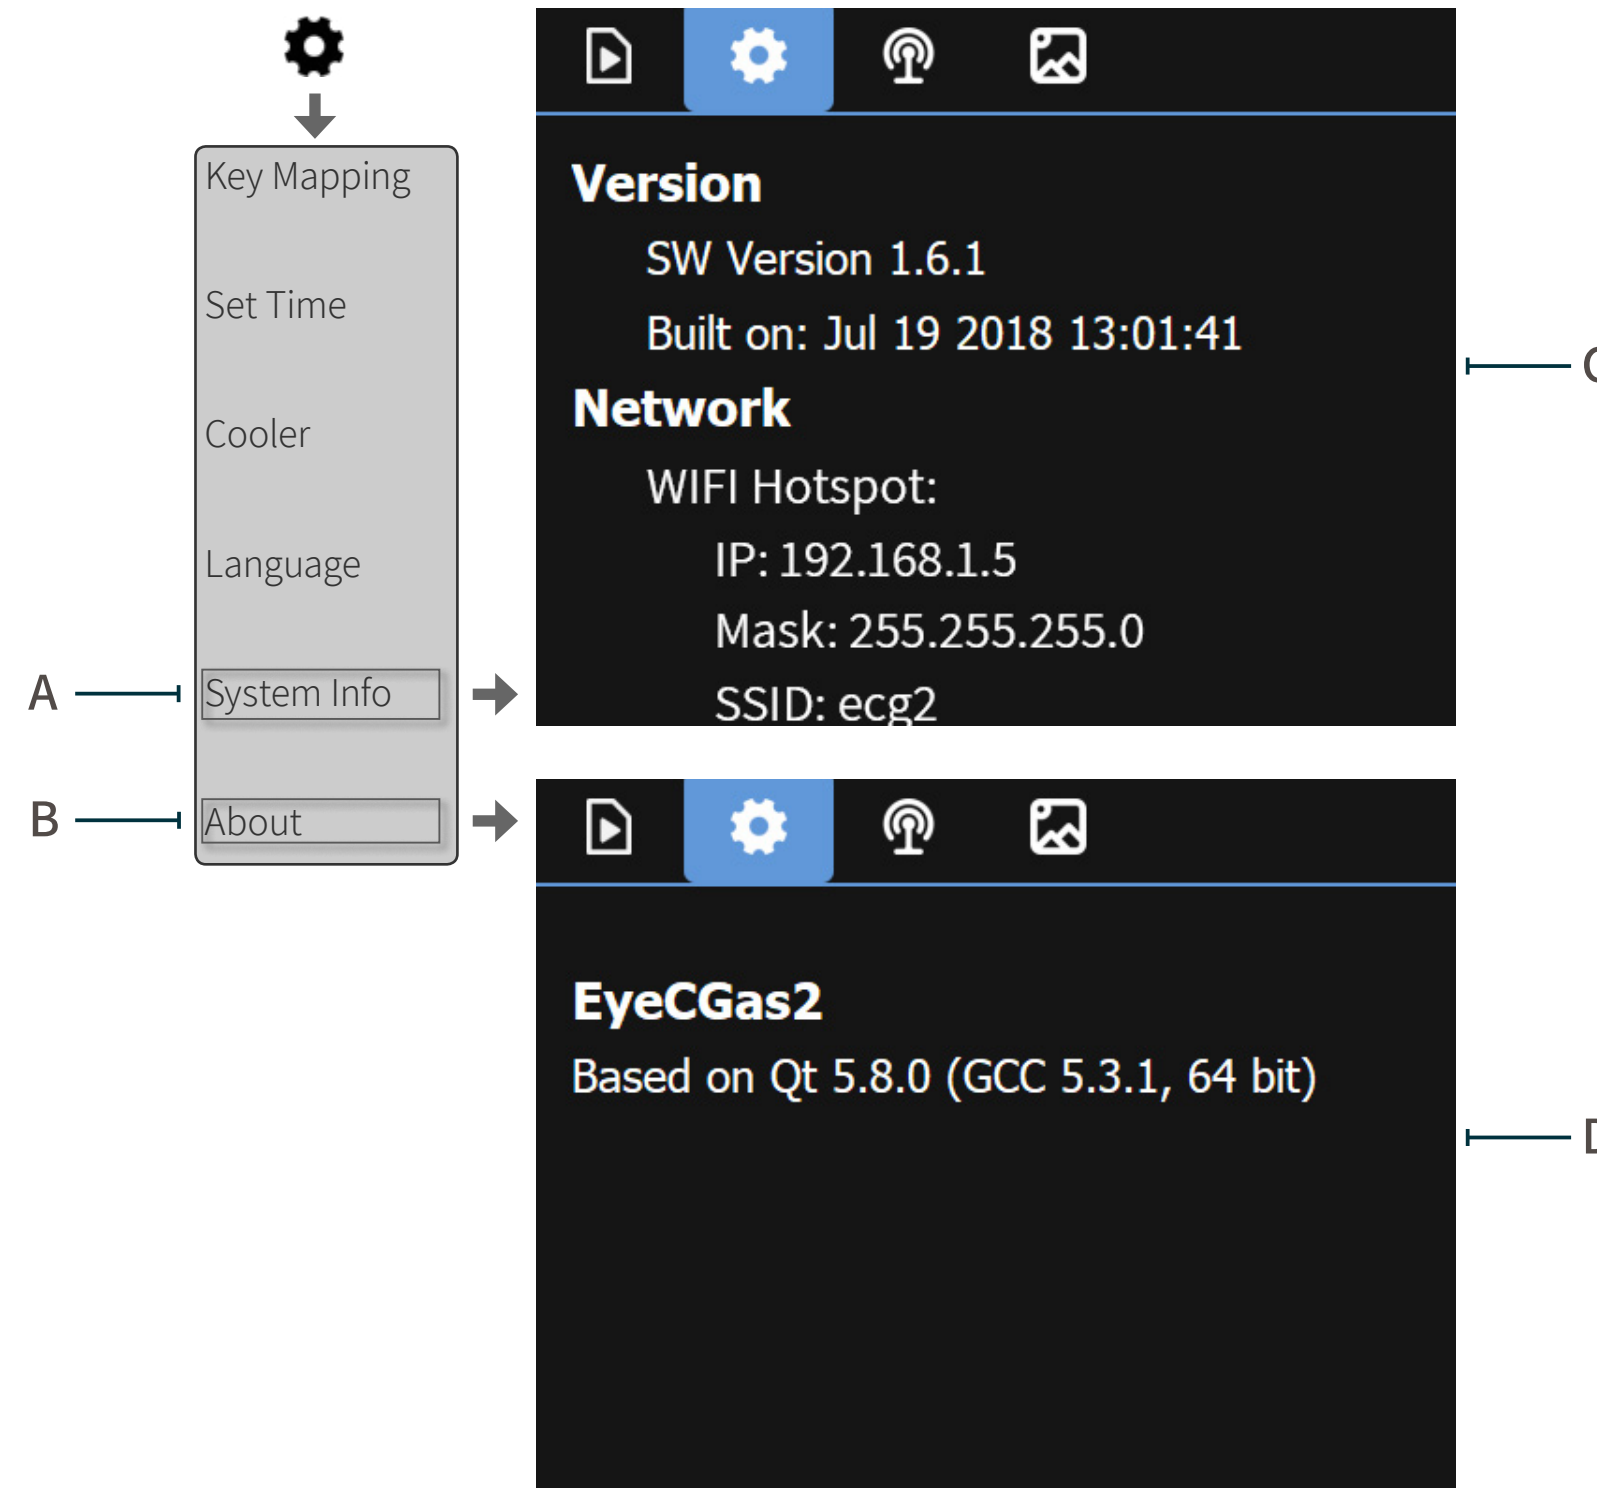 Key Mapping
Set Time
Cooler
Language
A
System Info
B
About
Version
SW Version 1.6.1
Built on: Jul 19 2018 13:01:41
Network
WIFI Hotspot:
IP: 192.168.1.5
Mask: 255.255.255.0
SSID: ecg2
EyeCGas2
Based on Qt 5.8.0 (GCC 5.3.1, 64 bit)